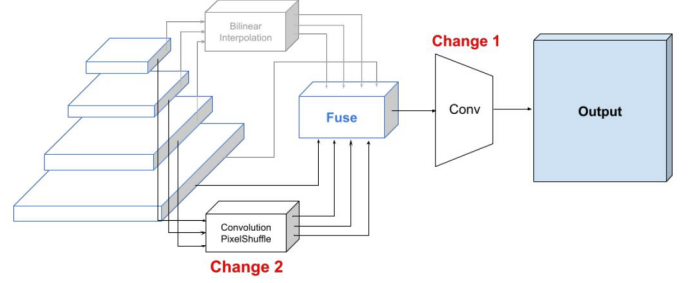 Bilinear
Interpolation
Change 1
Fuse
Conv
Output
Convolution
PixelShuffle
Change 2